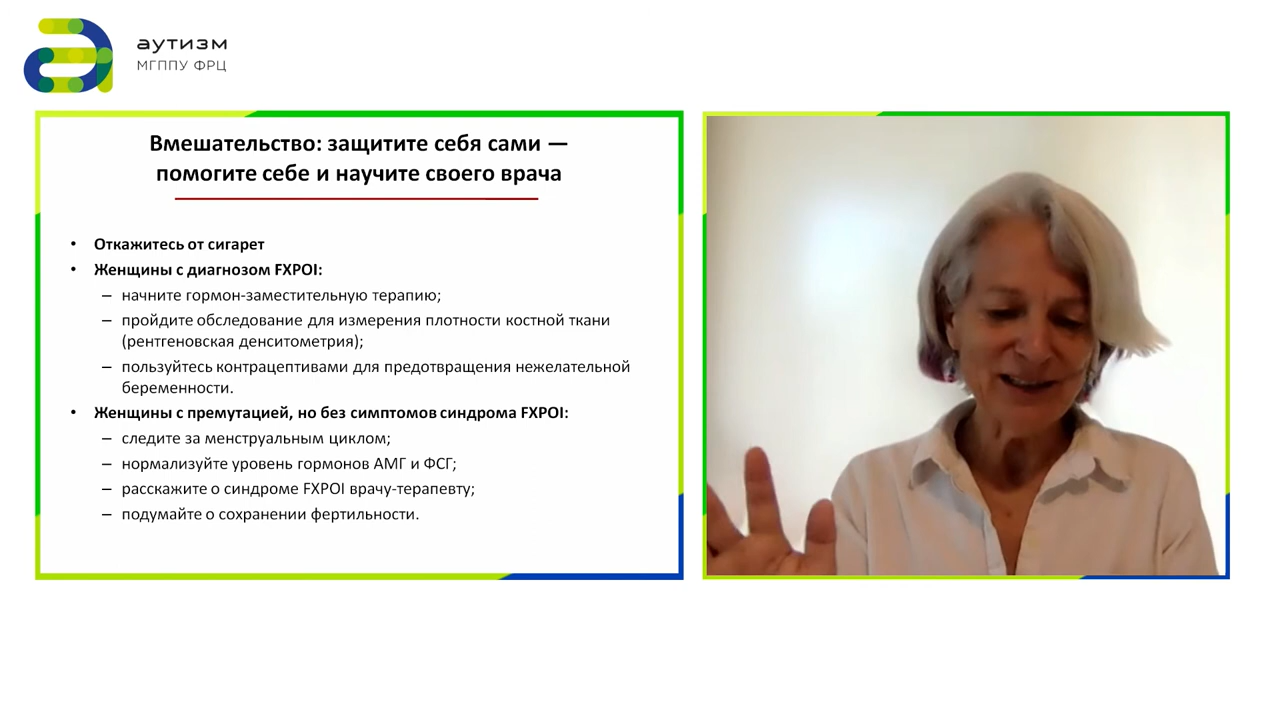 аутизм
МГППУ ФРЦ
Вмешательство: защитите себя сами —
помогите себе и научите своего врача
• Откажитесь от сигарет
• Женщины с диагнозом FXPOI:
– начните гормон-заместительную терапию;
– пройдите обследование для измерения плотности костной ткани
(рентгеновская денситометрия);
– пользуйтесь контрацептивами для предотвращения нежелательной
беременности.
• Женщины с премутацией, но без симптомов синдрома FXPOI:
– следите за менструальным циклом;
– нормализуйте уровень гормонов АМГ и ФСГ;
– расскажите о синдроме FXPOI врачу-терапевту;
– подумайте о сохранении фертильности.